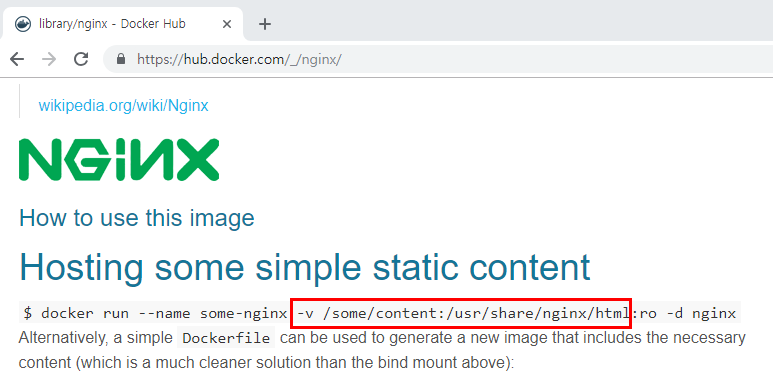 library/nginx - Docker Hub
https://hub.docker.com/_/nginx/
wikipedia.org/wiki/Nginx
NGINX
How to use this image
Hosting some simple static content
$ docker run --name some-nginx -v /some/content:/usr/share/nginx/html:ro -d nginx
Alternatively, a simple Dockerfile can be used to generate a new image that includes the necessary
content (which is a much cleaner solution than the bind mount above):